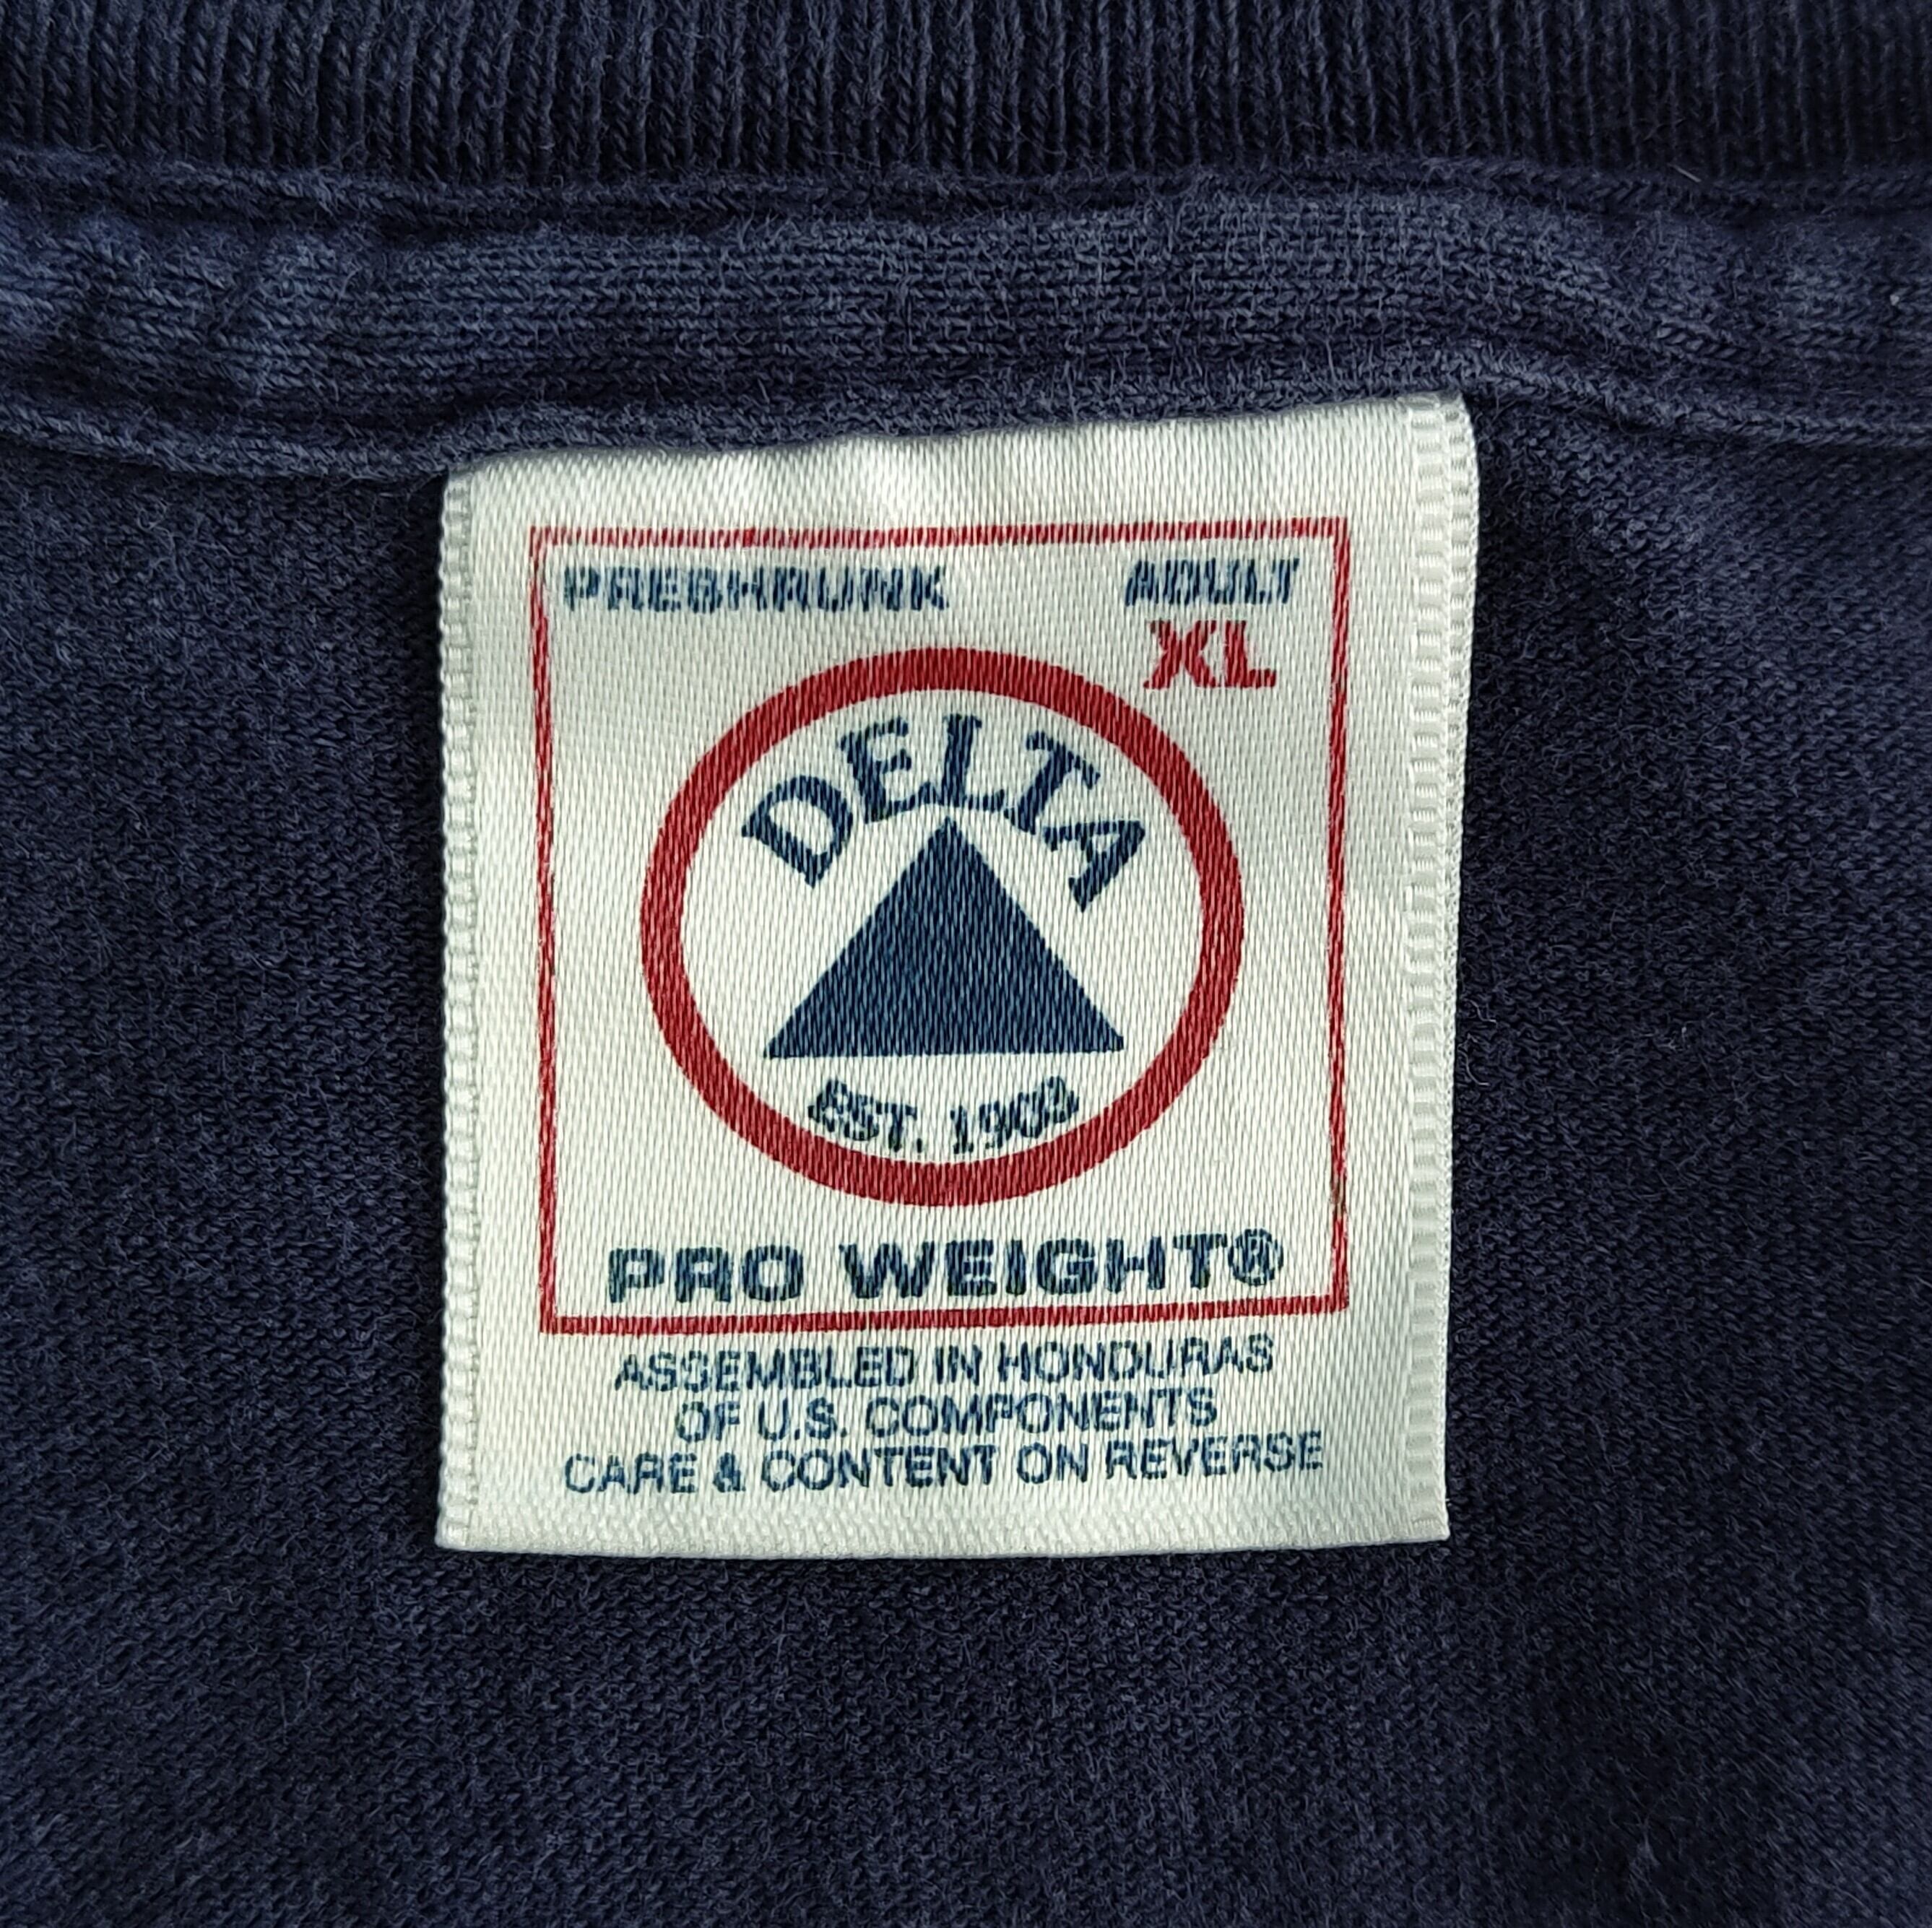 PRESHRUNK ADULT
XL
DELTA
EST. 1903
PRO WEIGHT®
ASSEMBLED IN HONDURAS
OF U.S. COMPONENTS
CARE & CONTENT ON REVERSE